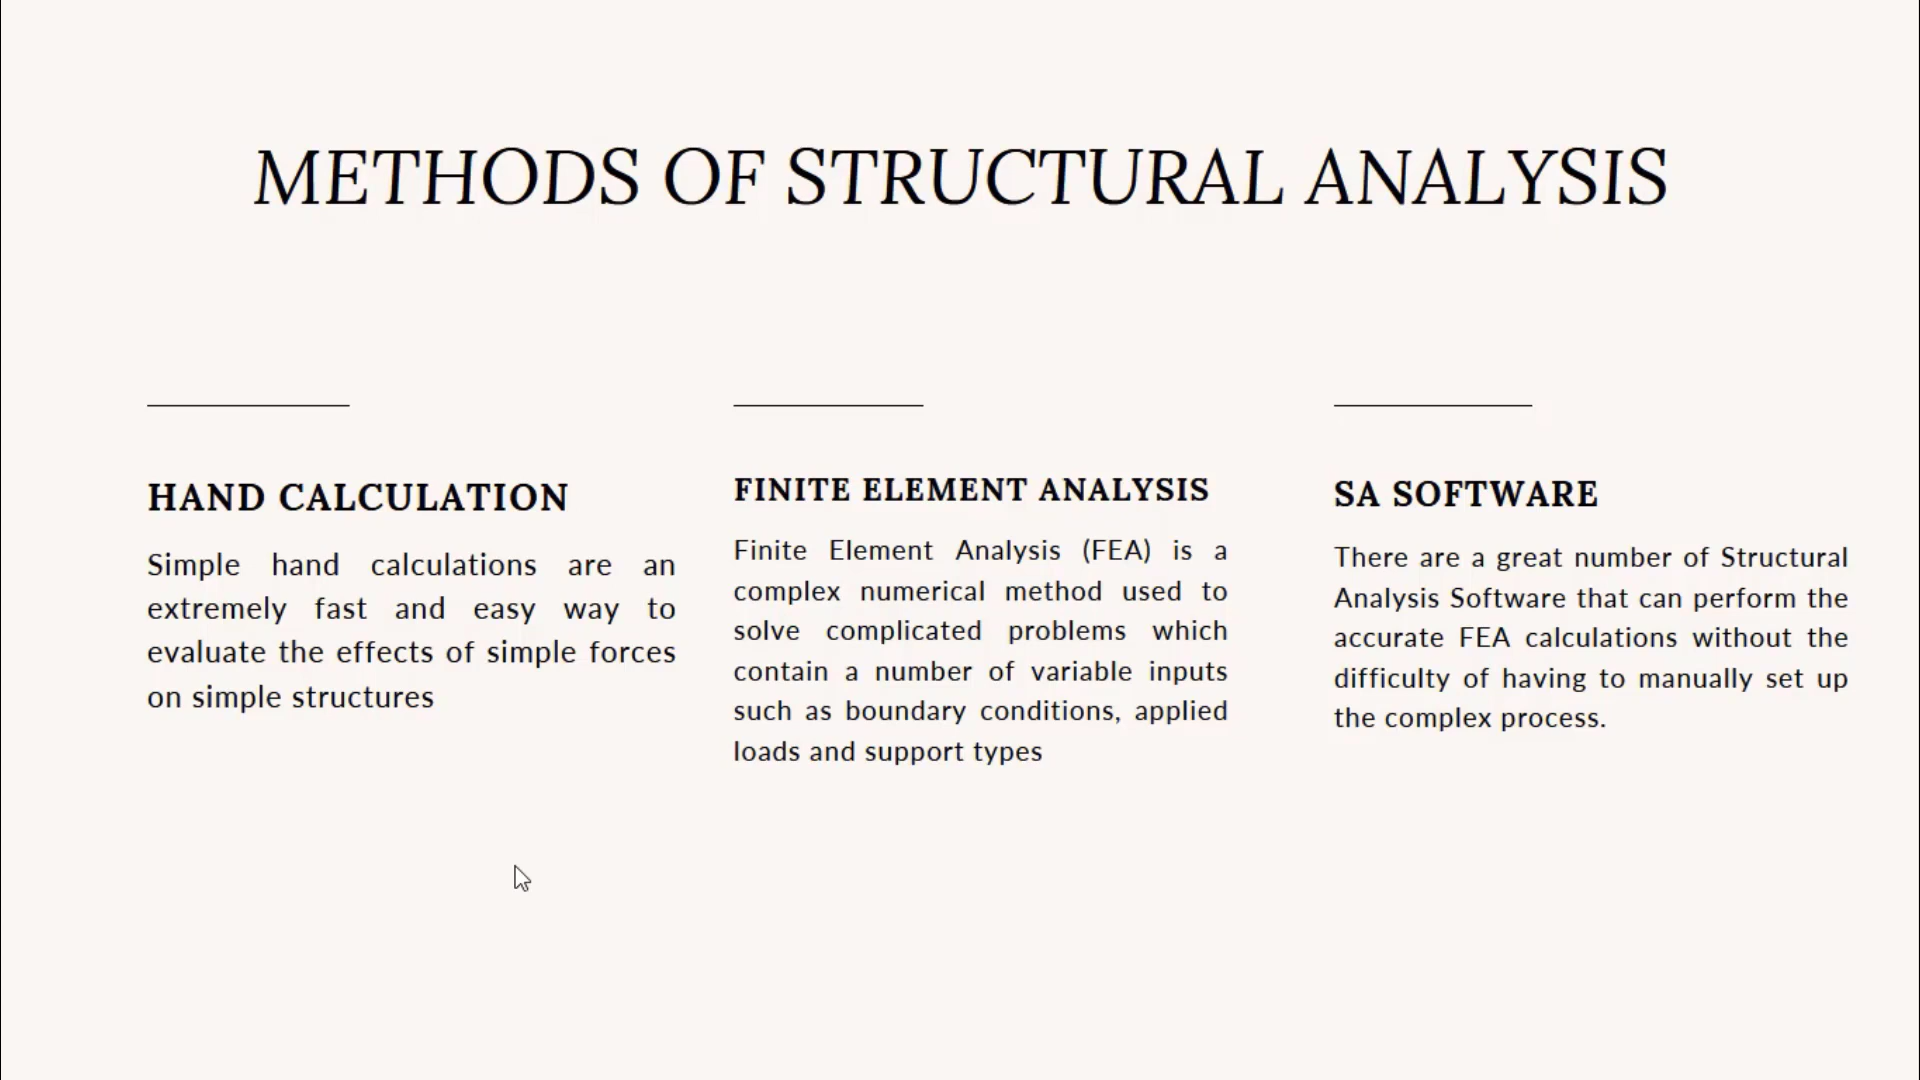 METHODS OF STRUCTURAL ANALYSIS
HAND CALCULATION
Simple hand calculations are an
extremely fast and easy way to
evaluate the effects of simple forces
on simple structures
FINITE ELEMENT ANALYSIS
Finite Element Analysis (FEA) is a
complex numerical method used to
solve complicated problems which
contain a number of variable inputs
such as boundary conditions, applied
loads and support types
SA SOFTWARE
There are a great number of Structural
Analysis Software that can perform the
accurate FEA calculations without the
difficulty of having to manually set up
the complex process.